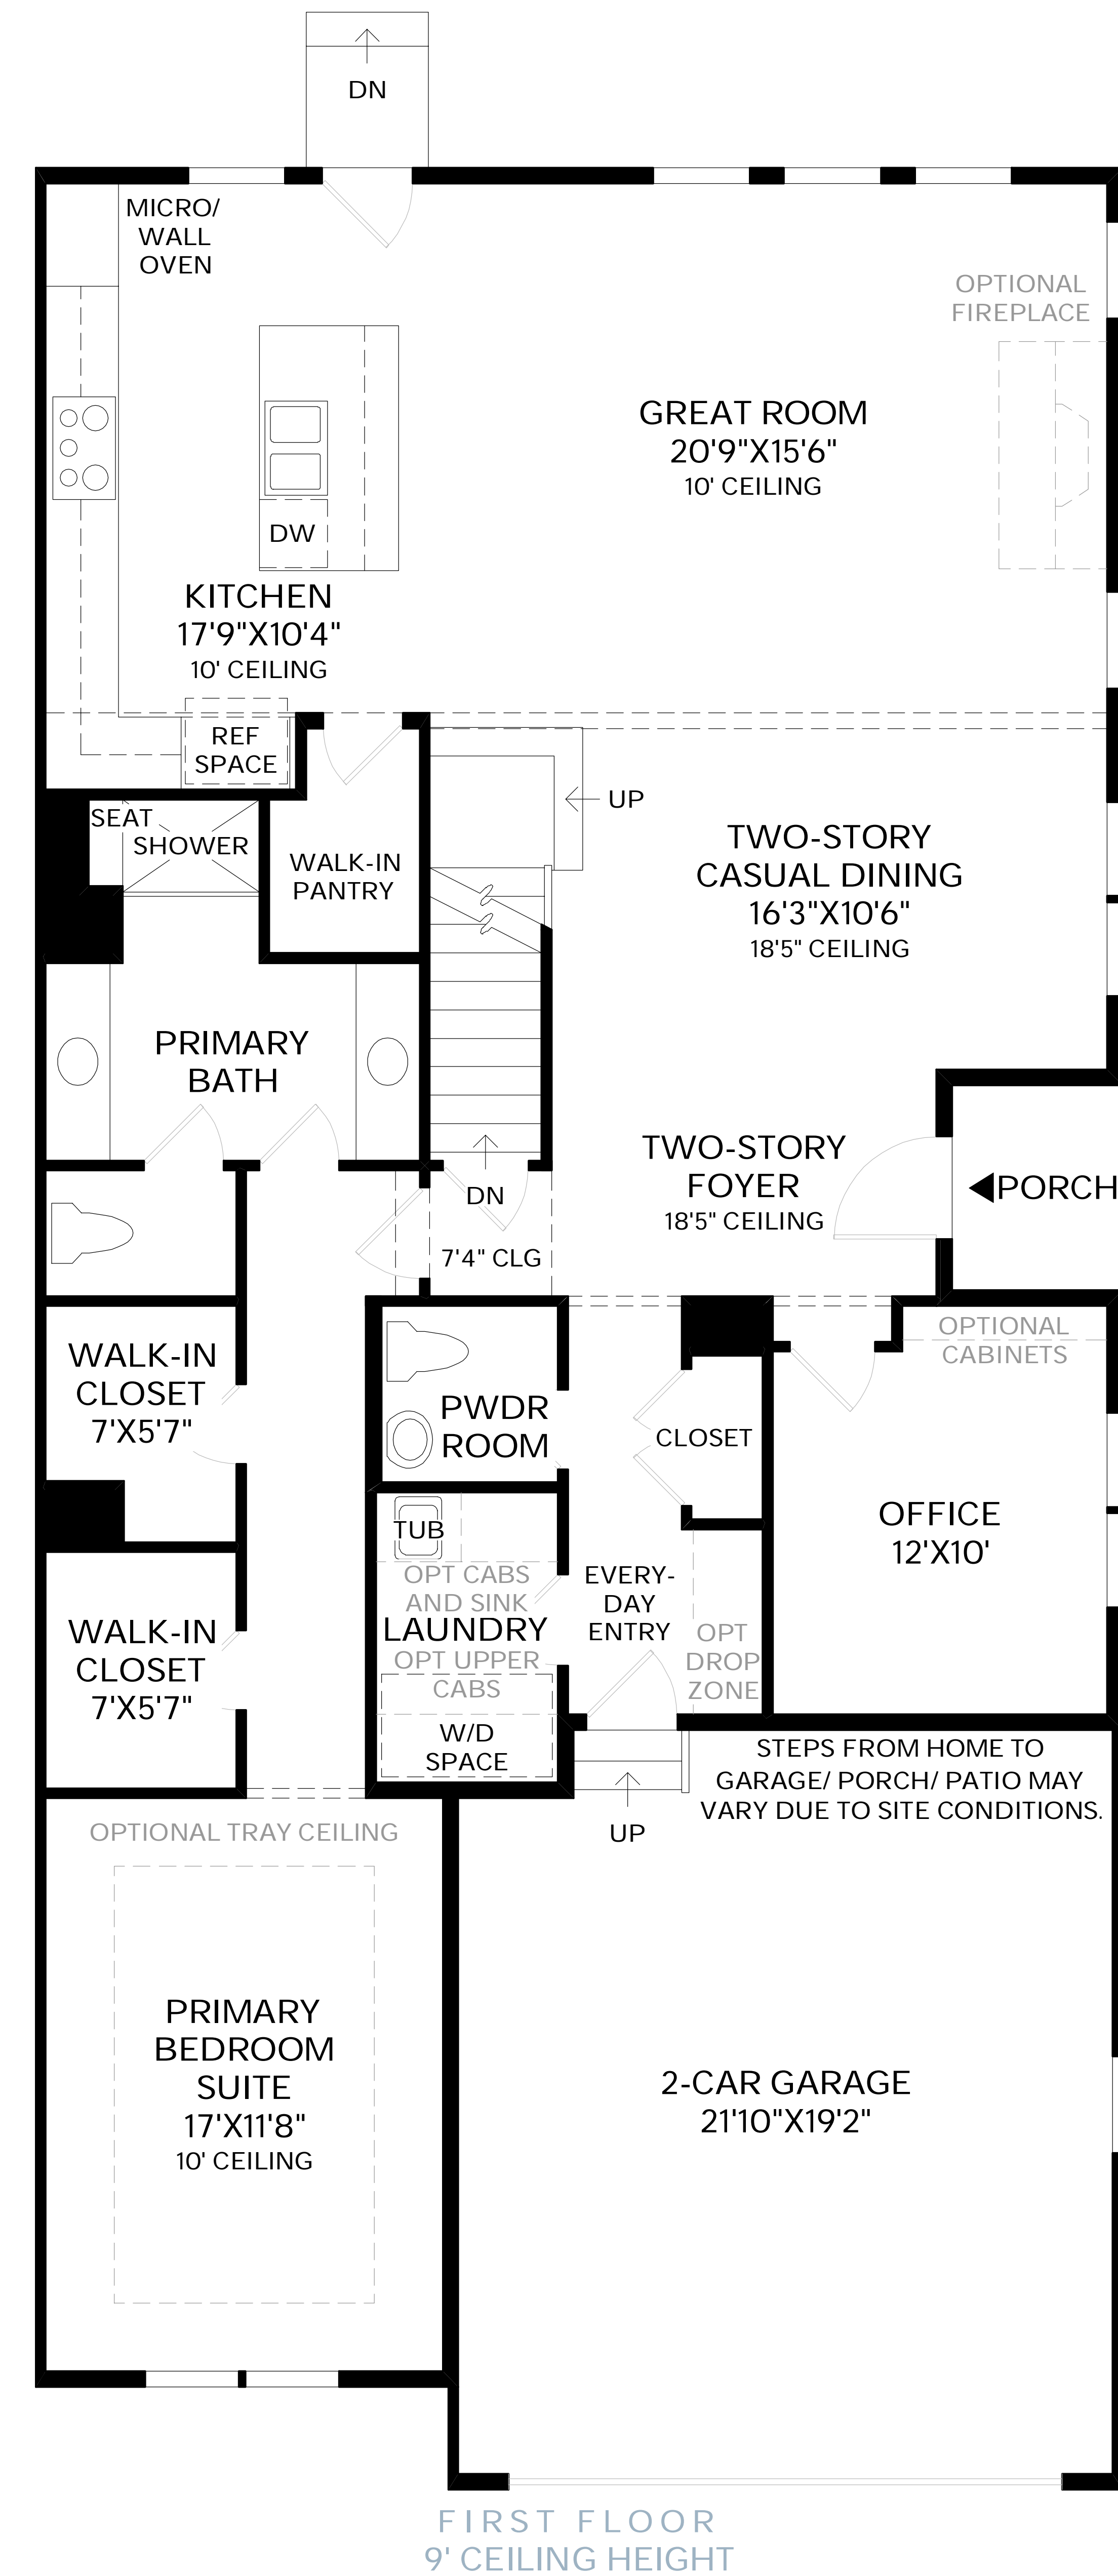 DN
MICRO/
WALL
OVEN
OPTIONAL
FIREPLACE
GREAT ROOM
20'9"X15'6"
10' CEILING
DW
KITCHEN
17'9"X10'4"
10' CEILING
REF
SPACE
UP
SEAT
SHOWER
WALK-IN
PANTRY
TWO-STORY
CASUAL DINING
16'3"X10'6"
18'5" CEILING
PRIMARY
BATH
TWO-STORY
FOYER
18'5" CEILING
PORCH
DN
7'4" CLG
OPTIONAL
CABINETS
WALK-IN
CLOSET
7'X5'7"
PWDR
ROOM
CLOSET
OFFICE
12'X10'
TUB
OPT CABS
AND SINK
LAUNDRY
OPT UPPER
CABS
W/D
SPACE
EVERY-
DAY
ENTRY
OPT
DROP
ZONE
WALK-IN
CLOSET
7'X5'7"
STEPS FROM HOME TO
GARAGE/ PORCH/ PATIO MAY
VARY DUE TO SITE CONDITIONS.
UP
OPTIONAL TRAY CEILING
PRIMARY
BEDROOM
SUITE
17'X11'8"
10' CEILING
2-CAR GARAGE
21'10"X19'2"
FIRST FLOOR
9' CEILING HEIGHT